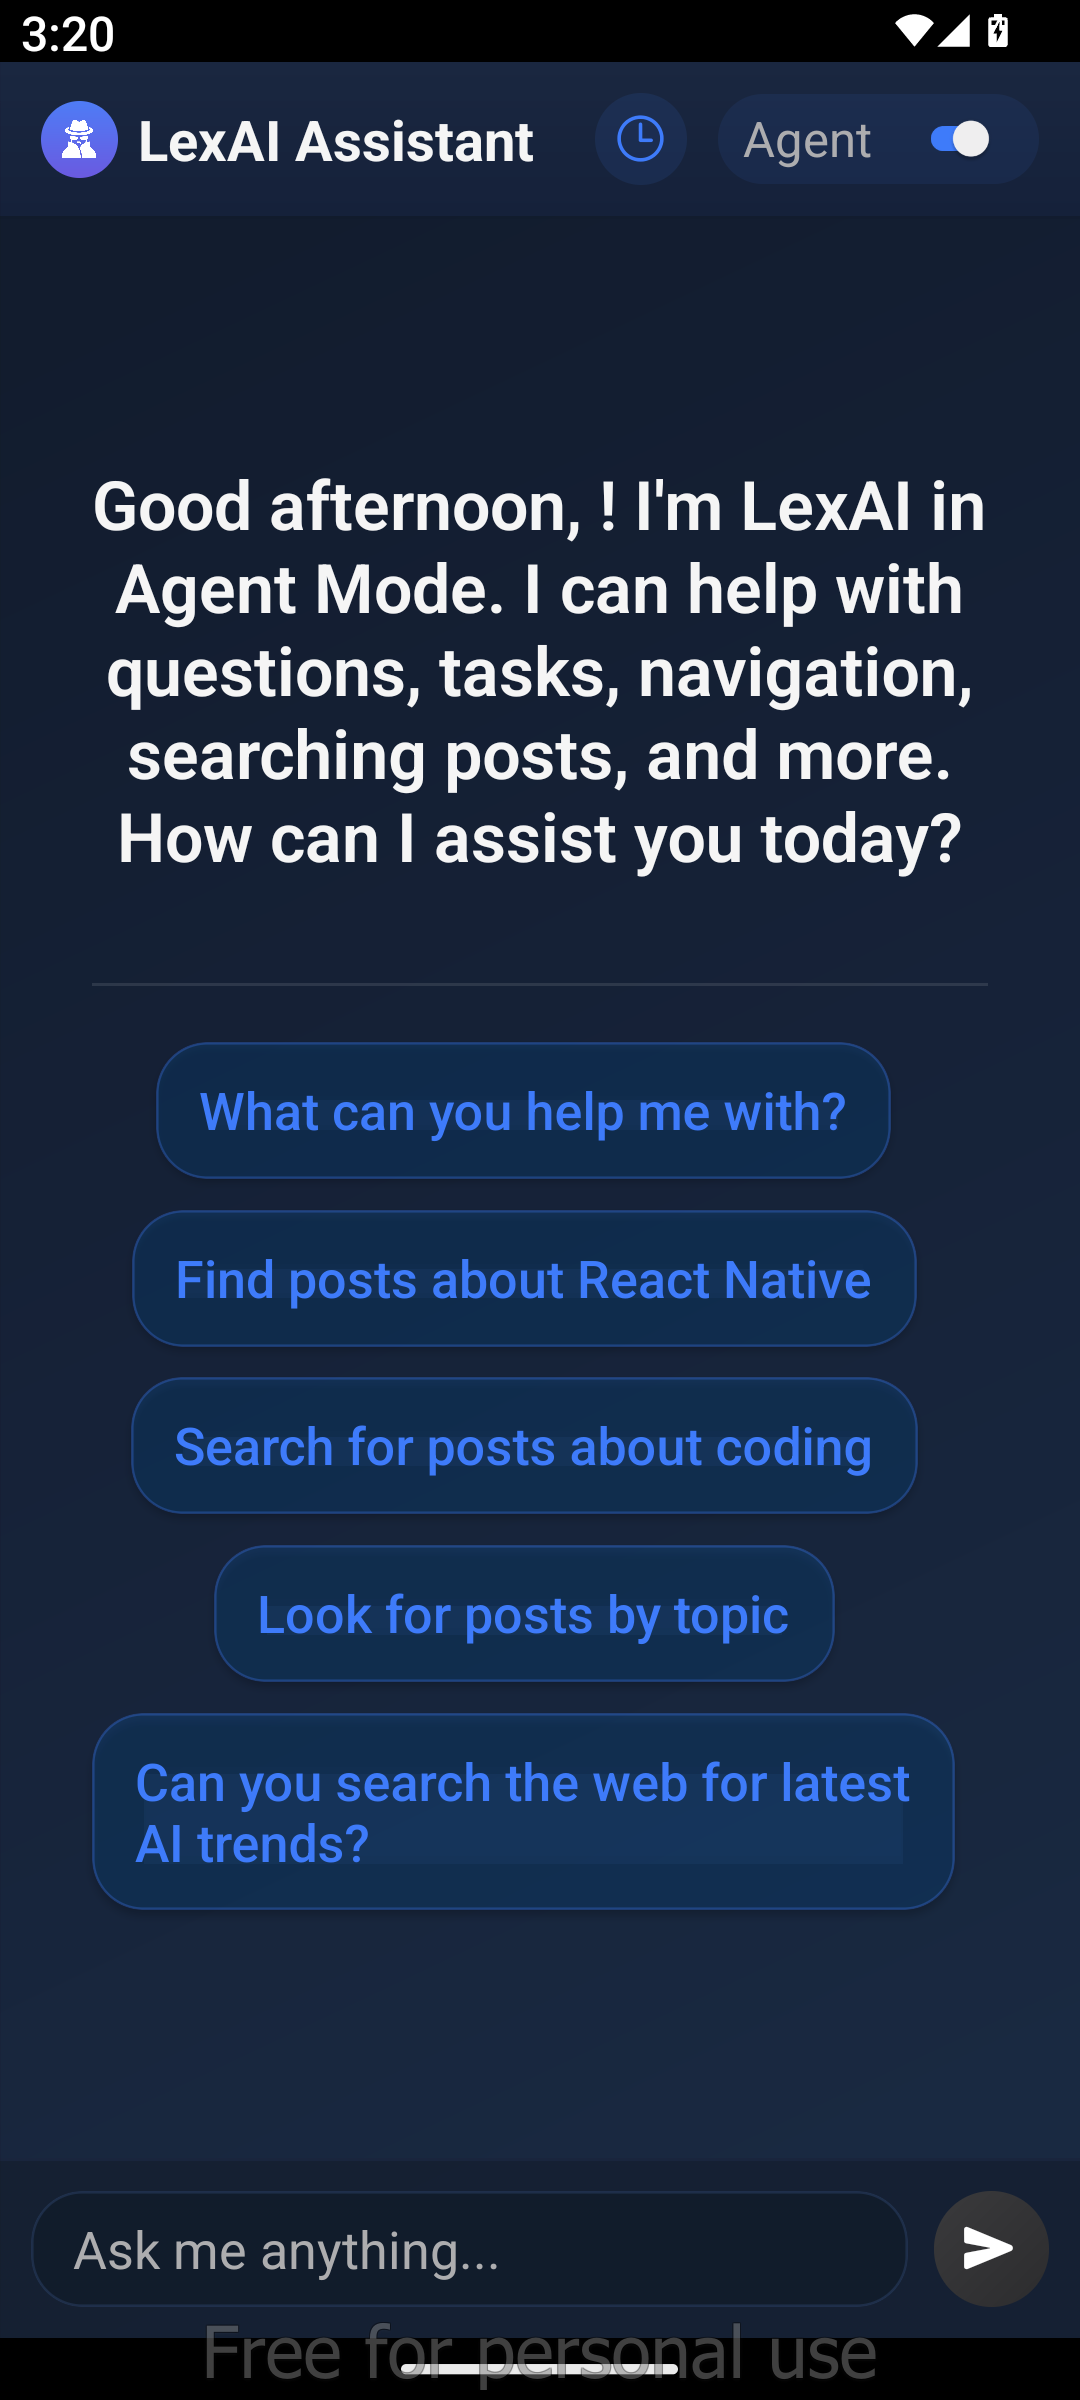 3:20
LexAI Assistant
Agent
Good afternoon, ! I'm LexAI in
Agent Mode. I can help with
questions, tasks, navigation,
searching posts, and more.
How can I assist you today?
What can you help me with?
Find posts about React Native
Search for posts about coding
Look for posts by topic
Can you search the web for latest
AI trends?
Ask me anything...
Free for personal use